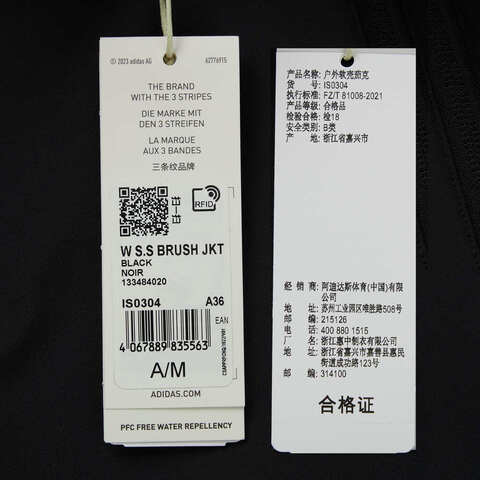 © 2023 adidas AG 62776915
THE BRAND
WITH THE 3 STRIPES
DIE MARKE MIT
DEN 3 STREIFEN
LA MARQUE
AUX 3 BANDES
三条纹品牌
RFID
W S.S BRUSH JKT
BLACK
NOIR
133484020
IS0304 A36
EAN
4 067889 835563
A/M
ADIDAS.COM
PFC FREE WATER REPELLENCY
产品名称: 户外软壳茄克
货号: IS0304
执行标准: FZ/T 81008-2021
产品等级: 合格品
检验合格: 检18
安全类别: B类
产 地: 浙江省嘉兴市
经 销 商: 阿迪达斯体育(中国)有限
公司
地 址: 苏州工业园区唯胜路508号
邮 编: 215126
电 话: 400 880 1515
厂 名: 浙江惠中制衣有限公司
地 址: 浙江省嘉兴市嘉善县惠民
街道成功路123号
邮 编: 314100
合格证